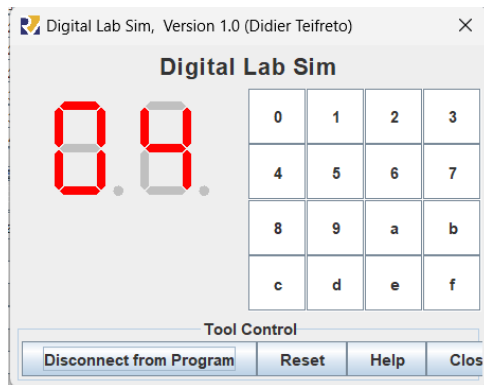 Digital Lab Sim, Version 1.0 (Didier Teifreto)
Digital Lab Sim
04
0 1 2 3
4 5 6 7
8 9 a b
c d e f
Tool Control
Disconnect from Program Reset Help Clos